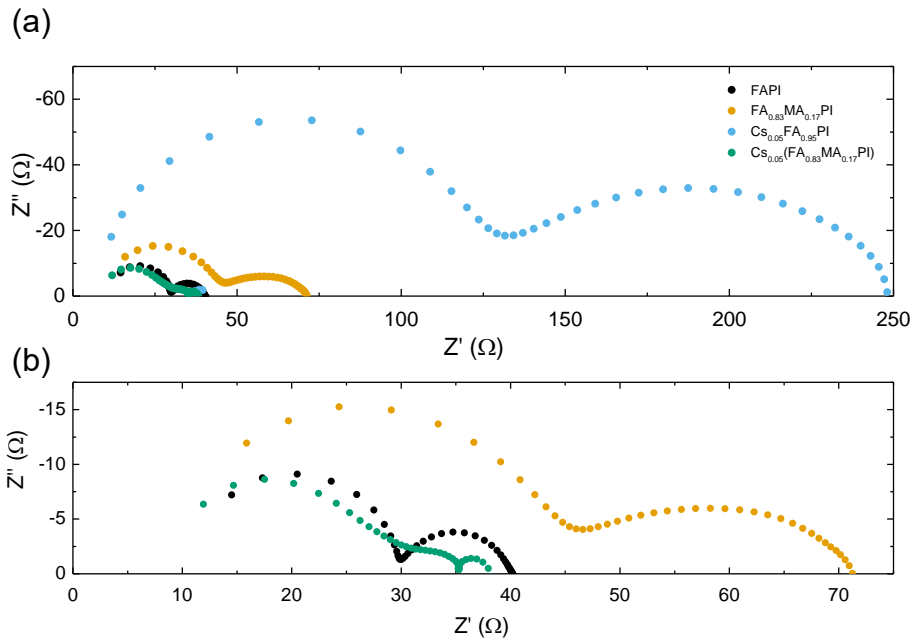 (a)
-60
-40
-20
0
Z'' (Ω)
FAPI
FA0.83MA0.17PI
Cs0.05FA0.95PI
Cs0.05(FA0.83MA0.17PI)
0 50 100 150 200 250
Z' (Ω)
(b)
-15
-10
-5
0
Z'' (Ω)
0 10 20 30 40 50 60 70
Z' (Ω)